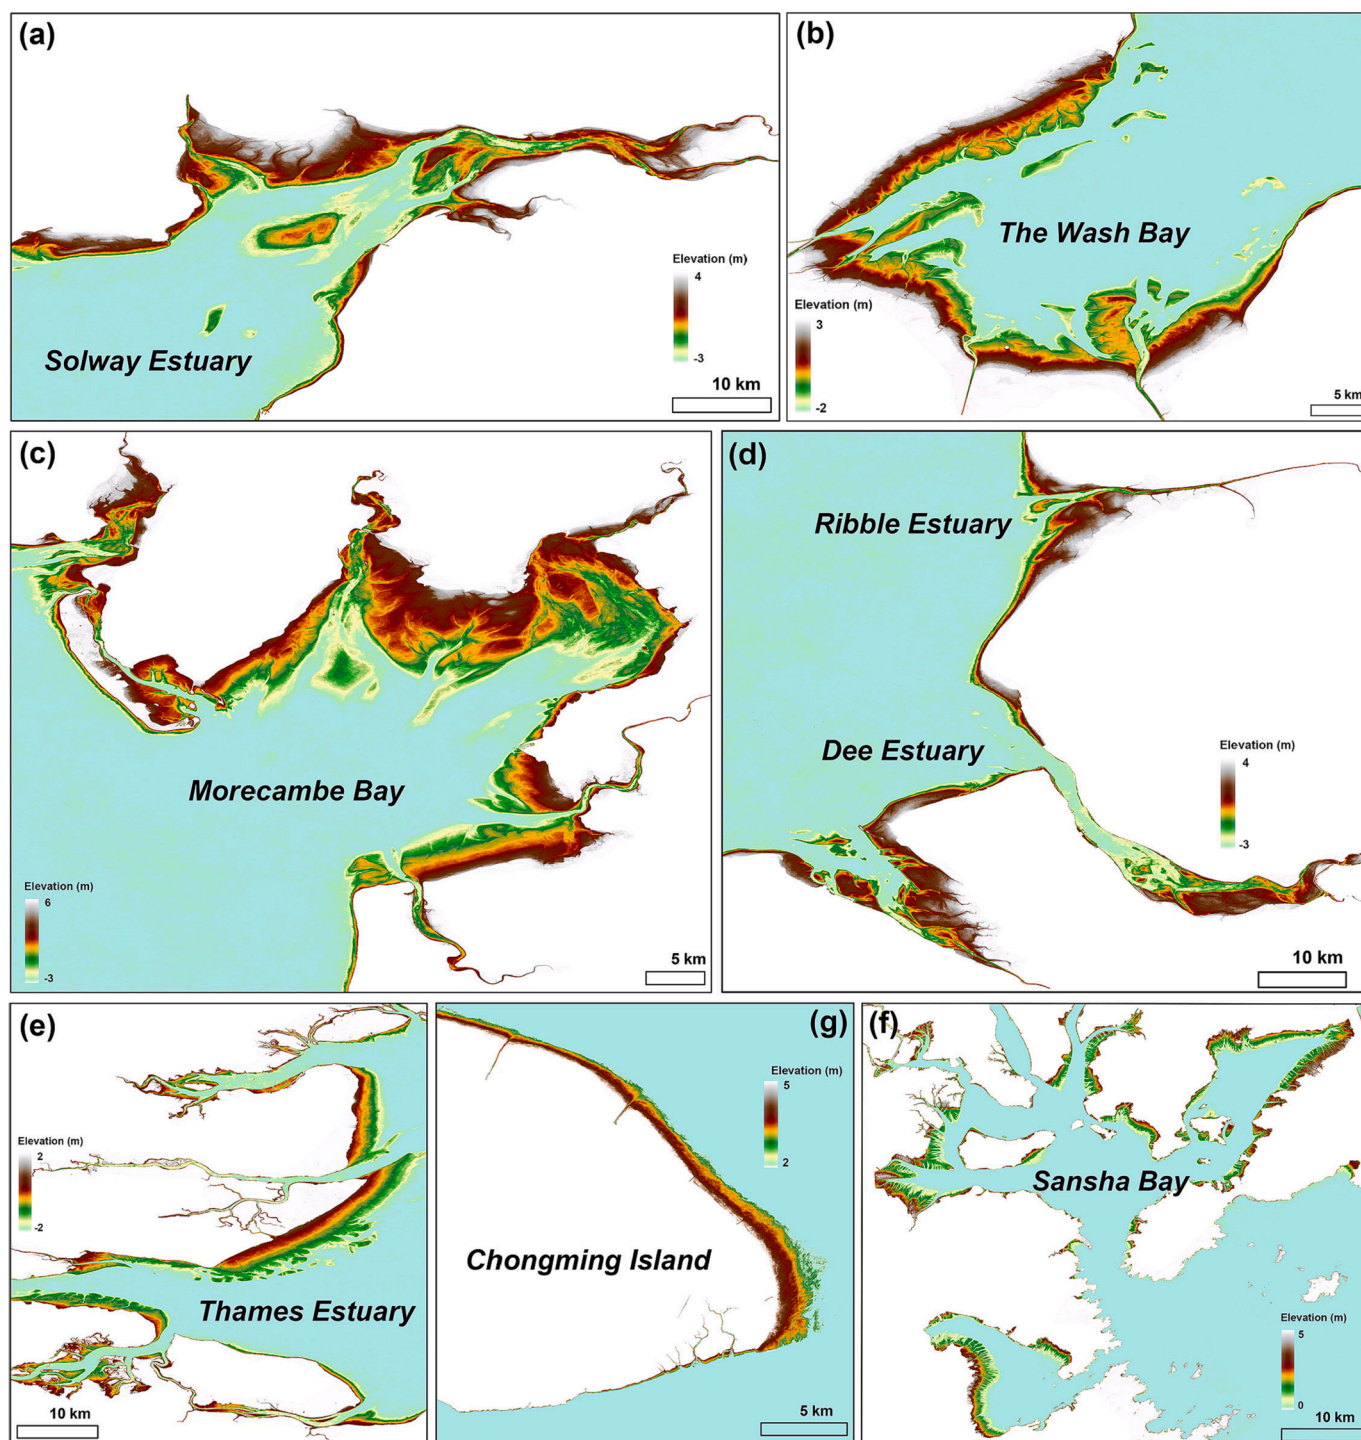 (a)
Solway Estuary
Elevation (m)
4
-3
10 km
(b)
The Wash Bay
Elevation (m)
3
-2
5 km
(c)
Morecambe Bay
Elevation (m)
6
-3
5 km
(d)
Ribble Estuary
Dee Estuary
Elevation (m)
4
-3
10 km
(e)
Elevation (m)
2
-2
Thames Estuary
10 km
(g)
Elevation (m)
5
2
Chongming Island
5 km
(f)
Sansha Bay
Elevation (m)
5
0
10 km